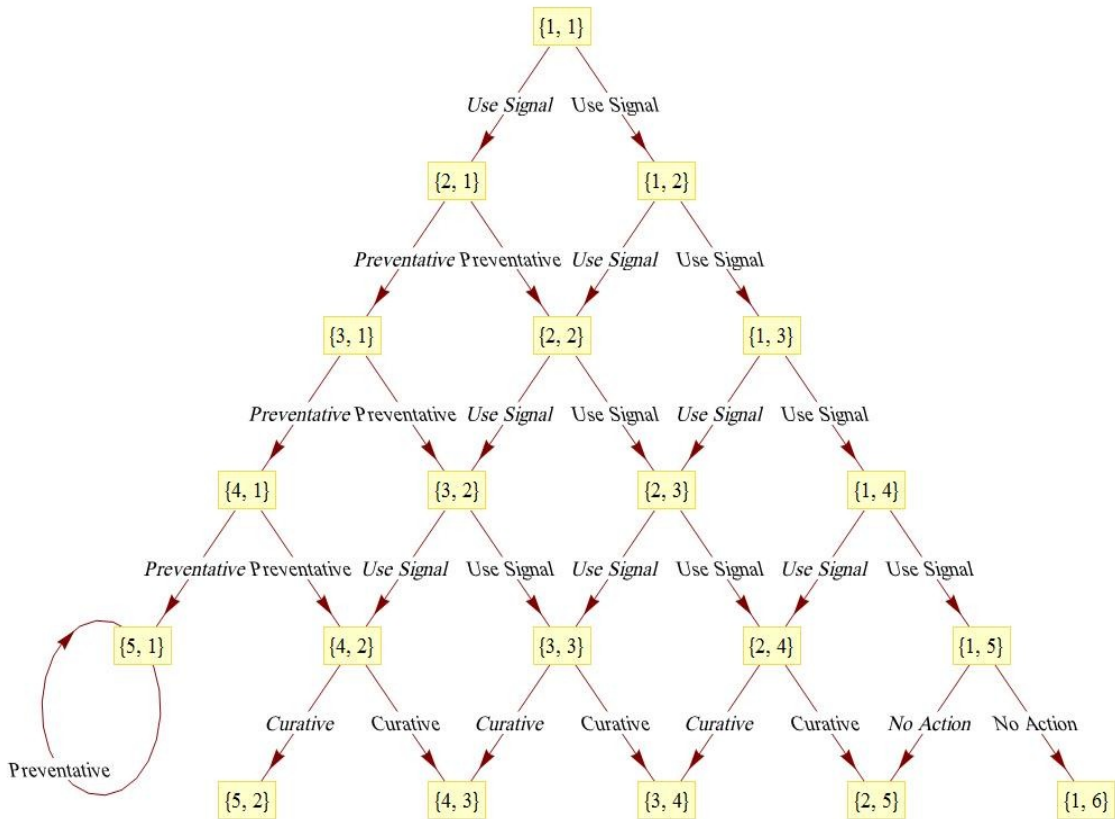 {1, 1}
Use Signal Use Signal
{2, 1} {1, 2}
Preventative Preventative Use Signal Use Signal
{3, 1} {2, 2} {1, 3}
Preventative Preventative Use Signal Use Signal Use Signal Use Signal
{4, 1} {3, 2} {2, 3} {1, 4}
Preventative Preventative Use Signal Use Signal Use Signal Use Signal Use Signal Use Signal
{5, 1} {4, 2} {3, 3} {2, 4} {1, 5}
Curative Curative Curative Curative Curative Curative No Action No Action
Preventative
{5, 2} {4, 3} {3, 4} {2, 5} {1, 6}